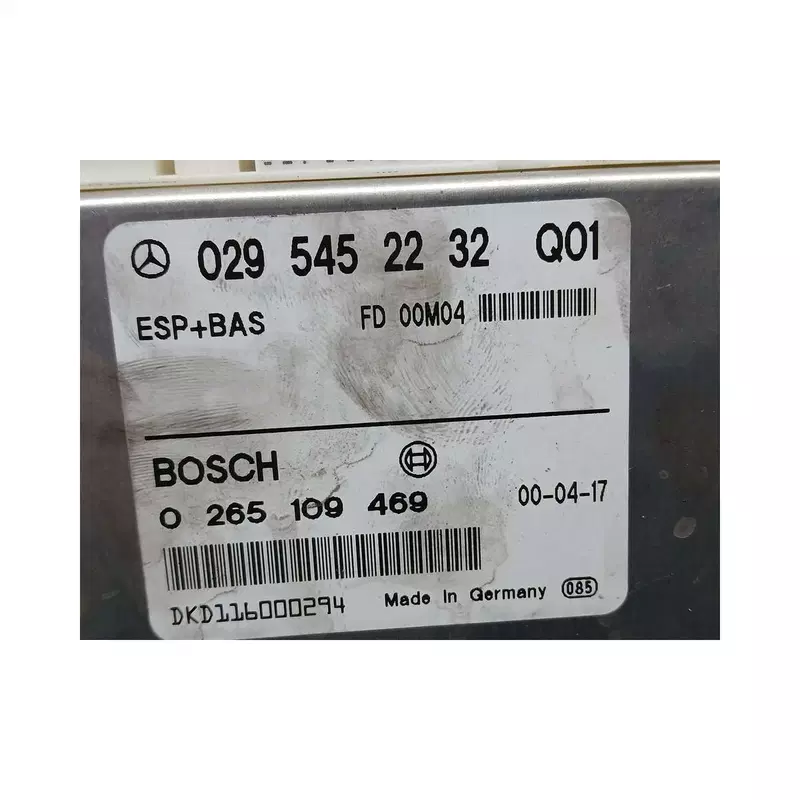 029 545 22 32 Q01
ESP+BAS FD 00M04
BOSCH
0 265 109 469 00-04-17
DKD116000294 Made In Germany 085